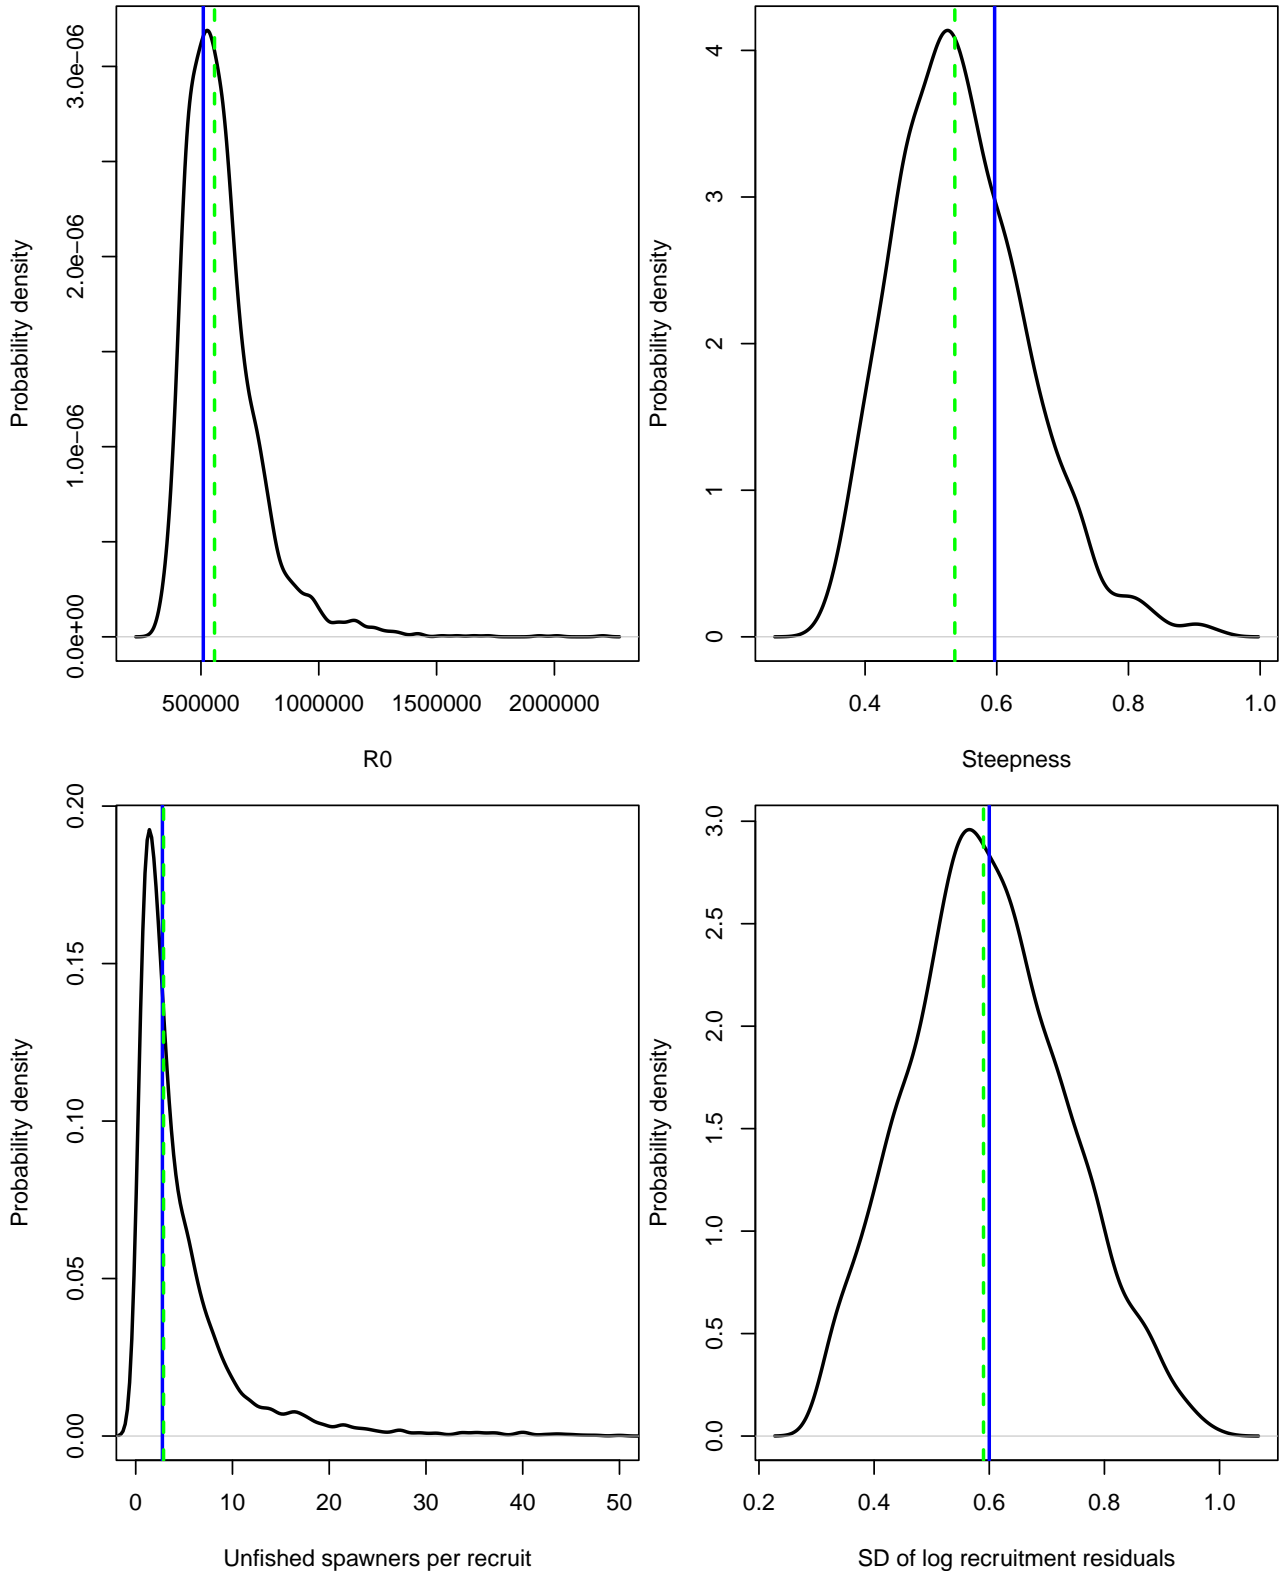 Probability density
0.0e+00 1.0e−06 2.0e−06 3.0e−06
500000 1000000 1500000 2000000
R0
Probability density
0 1 2 3 4
0.4 0.6 0.8 1.0
Steepness
Probability density
0.00 0.05 0.10 0.15 0.20
0 10 20 30 40 50
Unfished spawners per recruit
Probability density
0.0 0.5 1.0 1.5 2.0 2.5 3.0
0.2 0.4 0.6 0.8 1.0
SD of log recruitment residuals